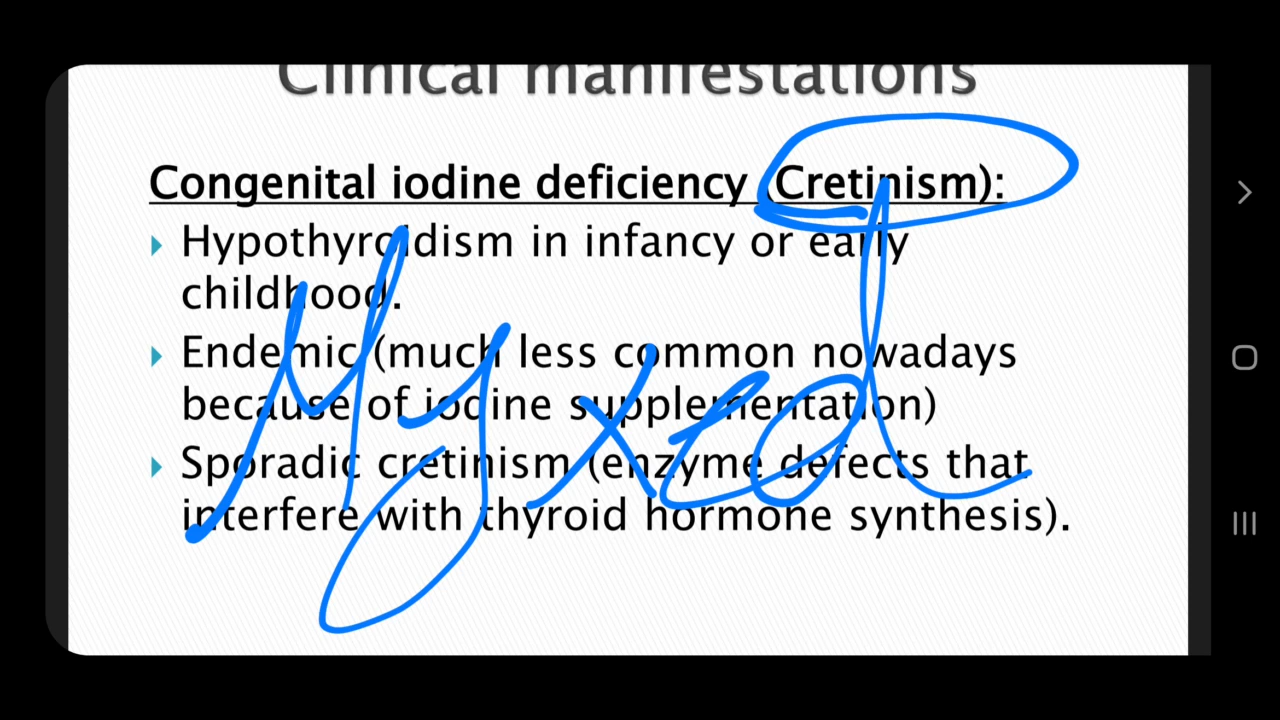 Clinical manifestations
Congenital iodine deficiency (Cretinism):
Hypothyroidism in infancy or early
childhood.
Endemic (much less common nowadays
because of iodine supplementation)
Sporadic cretinism (enzyme defects that
interfere with thyroid hormone synthesis).
Myxed